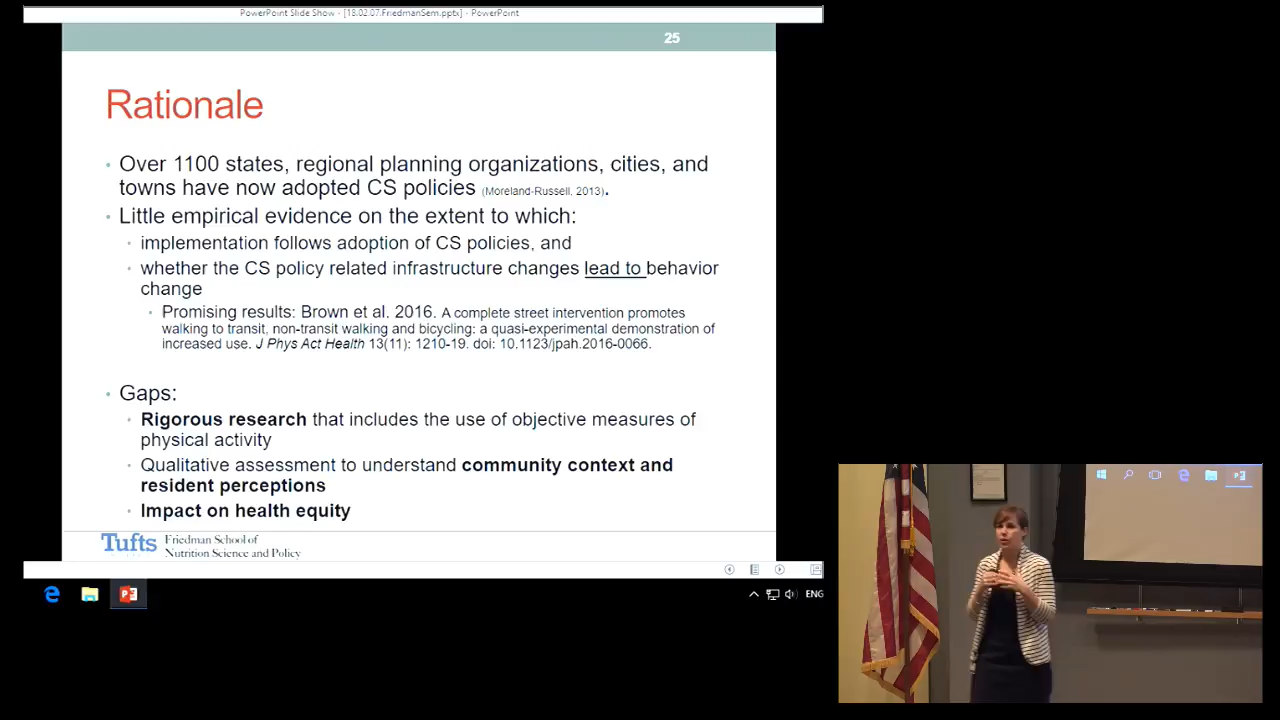 PowerPoint Slide Show - [18.02.07.FriedmanSem.pptx] - PowerPoint
25
Rationale
• Over 1100 states, regional planning organizations, cities, and
towns have now adopted CS policies (Moreland-Russell, 2013).
• Little empirical evidence on the extent to which:
• implementation follows adoption of CS policies, and
• whether the CS policy related infrastructure changes lead to behavior
change
• Promising results: Brown et al. 2016. A complete street intervention promotes
walking to transit, non-transit walking and bicycling: a quasi-experimental demonstration of
increased use. J Phys Act Health 13(11): 1210-19. doi: 10.1123/jpah.2016-0066.
• Gaps:
• Rigorous research that includes the use of objective measures of
physical activity
• Qualitative assessment to understand community context and
resident perceptions
• Impact on health equity
Tufts
Friedman School of
Nutrition Science and Policy
ENG